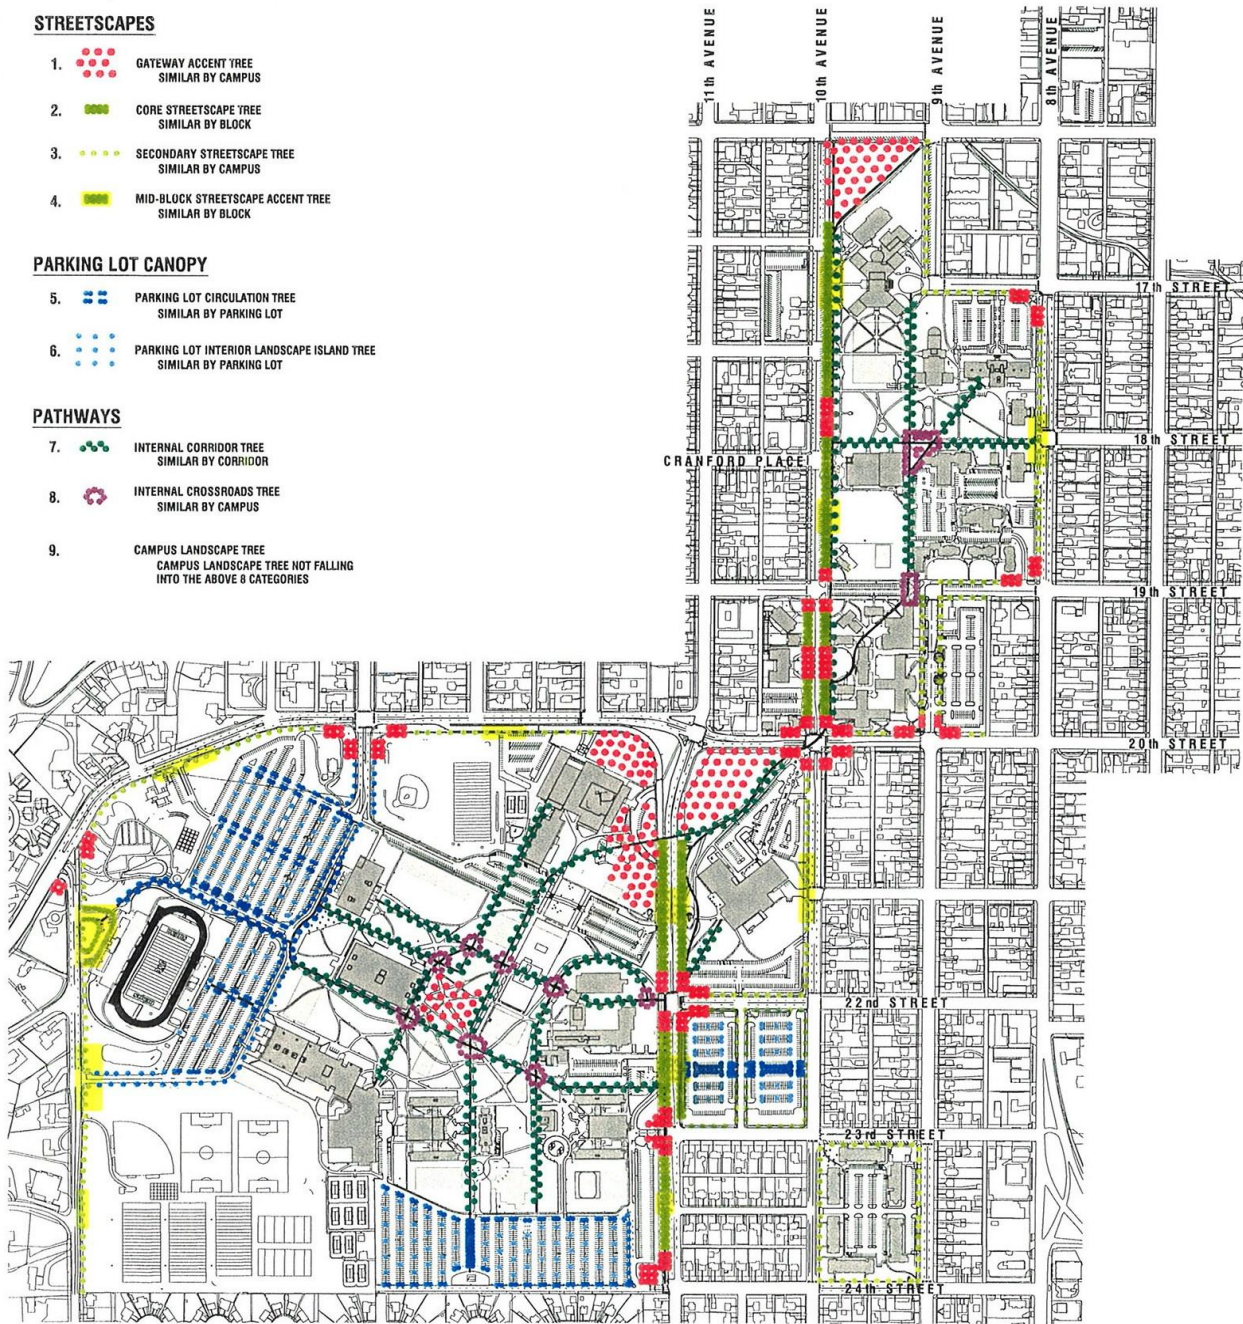 STREETSCAPES
1. GATEWAY ACCENT TREE
SIMILAR BY CAMPUS
2. CORE STREETSCAPE TREE
SIMILAR BY BLOCK
3. SECONDARY STREETSCAPE TREE
SIMILAR BY CAMPUS
4. MID-BLOCK STREETSCAPE ACCENT TREE
SIMILAR BY BLOCK
PARKING LOT CANOPY
5. PARKING LOT CIRCULATION TREE
SIMILAR BY PARKING LOT
6. PARKING LOT INTERIOR LANDSCAPE ISLAND TREE
SIMILAR BY PARKING LOT
PATHWAYS
7. INTERNAL CORRIDOR TREE
SIMILAR BY CORRIDOR
8. INTERNAL CROSSROADS TREE
SIMILAR BY CAMPUS
9. CAMPUS LANDSCAPE TREE
CAMPUS LANDSCAPE TREE NOT FALLING
INTO THE ABOVE 8 CATEGORIES
11th AVENUE
10th AVENUE
9th AVENUE
8th AVENUE
17th STREET
18th STREET
CRANFORD PLACE
19th STREET
20th STREET
22nd STREET
23rd STREET
24th STREET